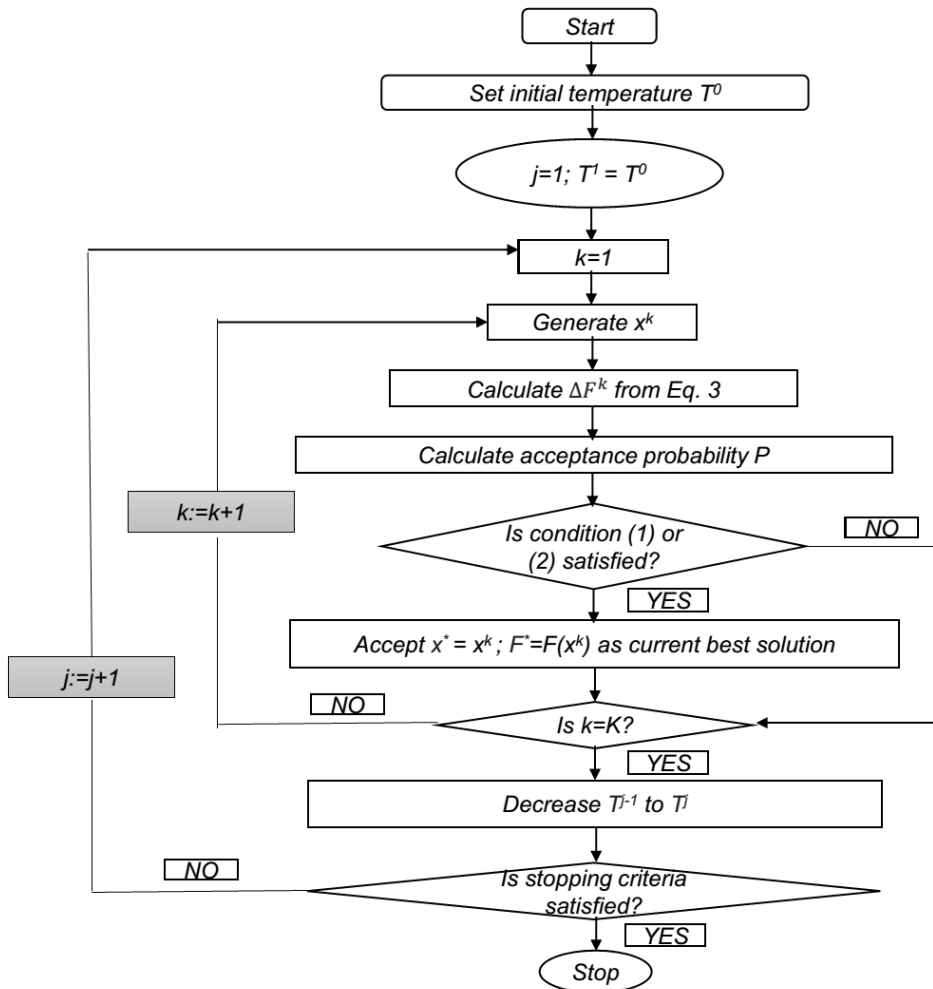 Start
Set initial temperature T⁰
j=1; T¹ = T⁰
k=1
Generate xᵏ
Calculate ΔFᵏ from Eq. 3
Calculate acceptance probability P
k:=k+1
Is condition (1) or
(2) satisfied?
NO
YES
Accept x* = xᵏ ; F*=F(xᵏ) as current best solution
j:=j+1
NO
Is k=K?
YES
Decrease Tʲ⁻¹ to Tʲ
NO
Is stopping criteria
satisfied?
YES
Stop